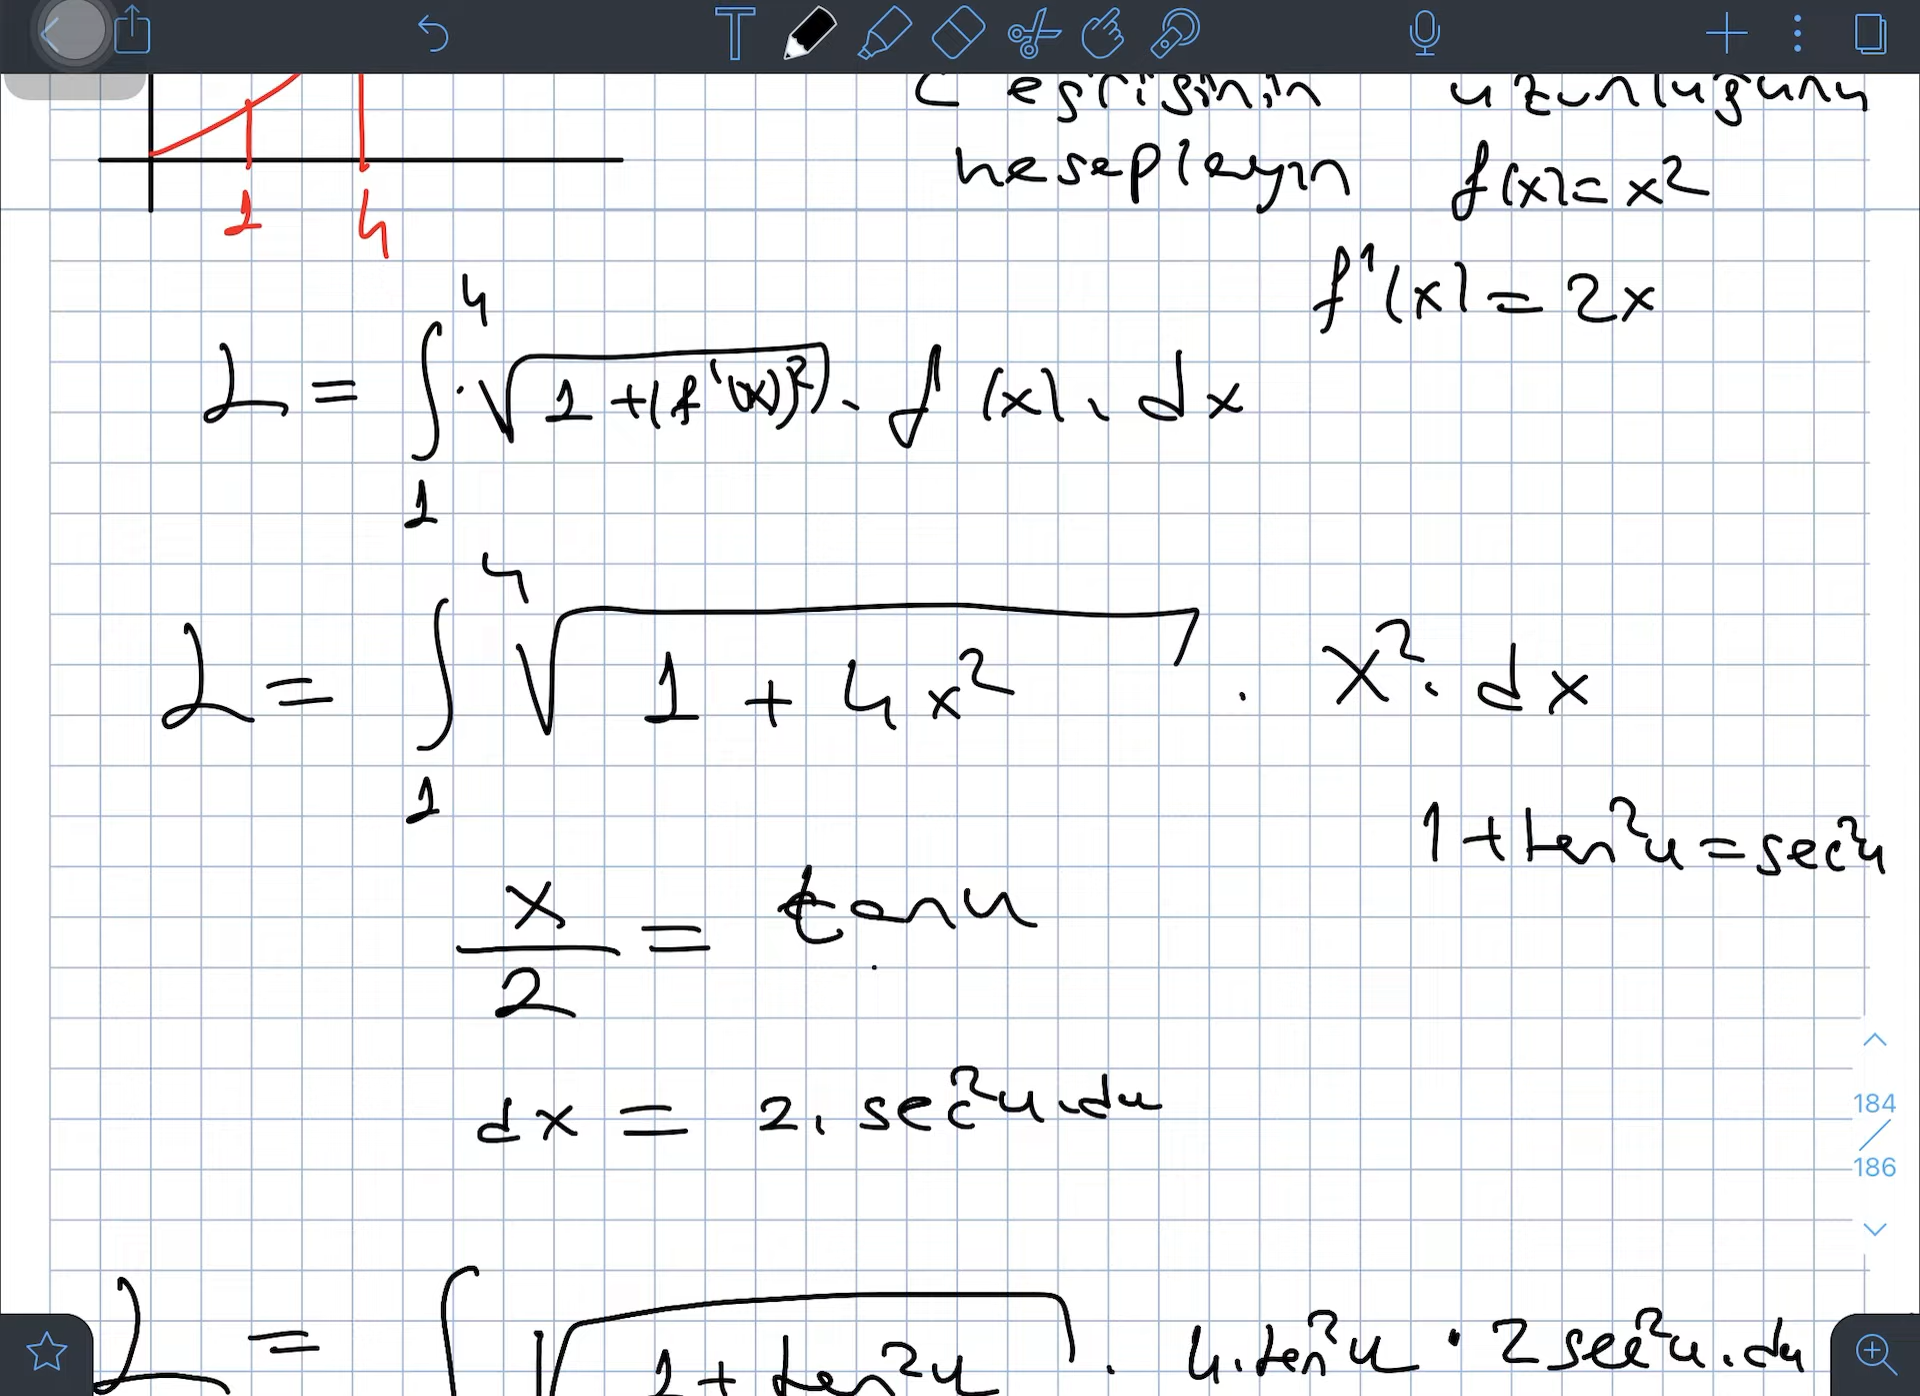 C eğrisinin uzunluğunu
hesaplayın f(x)=x²
1 4
f'(x)=2x
L = ∫₁⁴ √(1+(f'(x))²) · f(x) · dx
L = ∫₁⁴ √(1+4x²) · x² · dx
1+tan²u=sec²u
x/2 = tanu
dx = 2. sec²u.du
184
/
186
L = ∫ √(1+tan²u) . 4.tan²u . 2sec²u.du